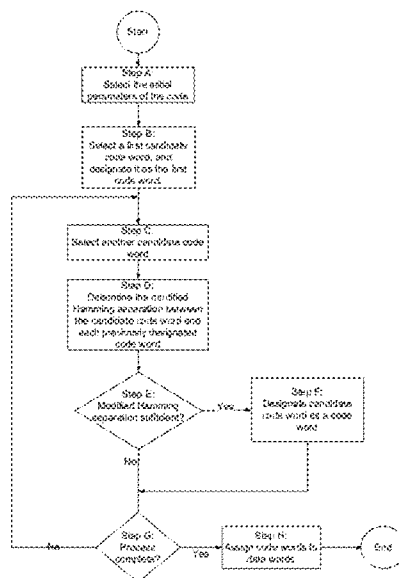 Start
Step A:
Select the initial
parameters of the code
Step B:
Select a first candidate
code word, and
designate it as the first
code word
Step C:
Select another candidate code
word
Step D:
Determine the modified
Hamming separation between
the candidate code word and
each previously designated
code word
Step E:
Modified Hamming
separation sufficient?
Yes
Step F:
Designate candidate
code word as a code
word
No
Step G:
Process
complete?
No
Yes
Step H:
Assign code words to
data words
End